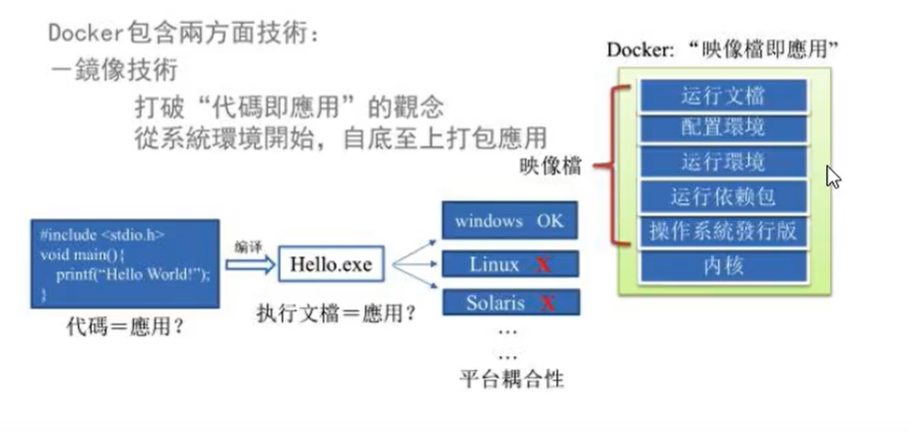 Docker包含兩方面技術：
－鏡像技術
打破“代碼即應用”的觀念
從系統環境開始，自底至上打包應用
Docker: “映像檔即應用”
运行文檔
配置環境
运行環境
运行依赖包
操作系統發行版
内核
映像檔
#include <stdio.h>
void main(){
printf(“Hello World!”);
}
代碼＝應用？
编译
Hello.exe
执行文檔＝應用？
windows OK
Linux X
Solaris X
…
…
平台耦合性